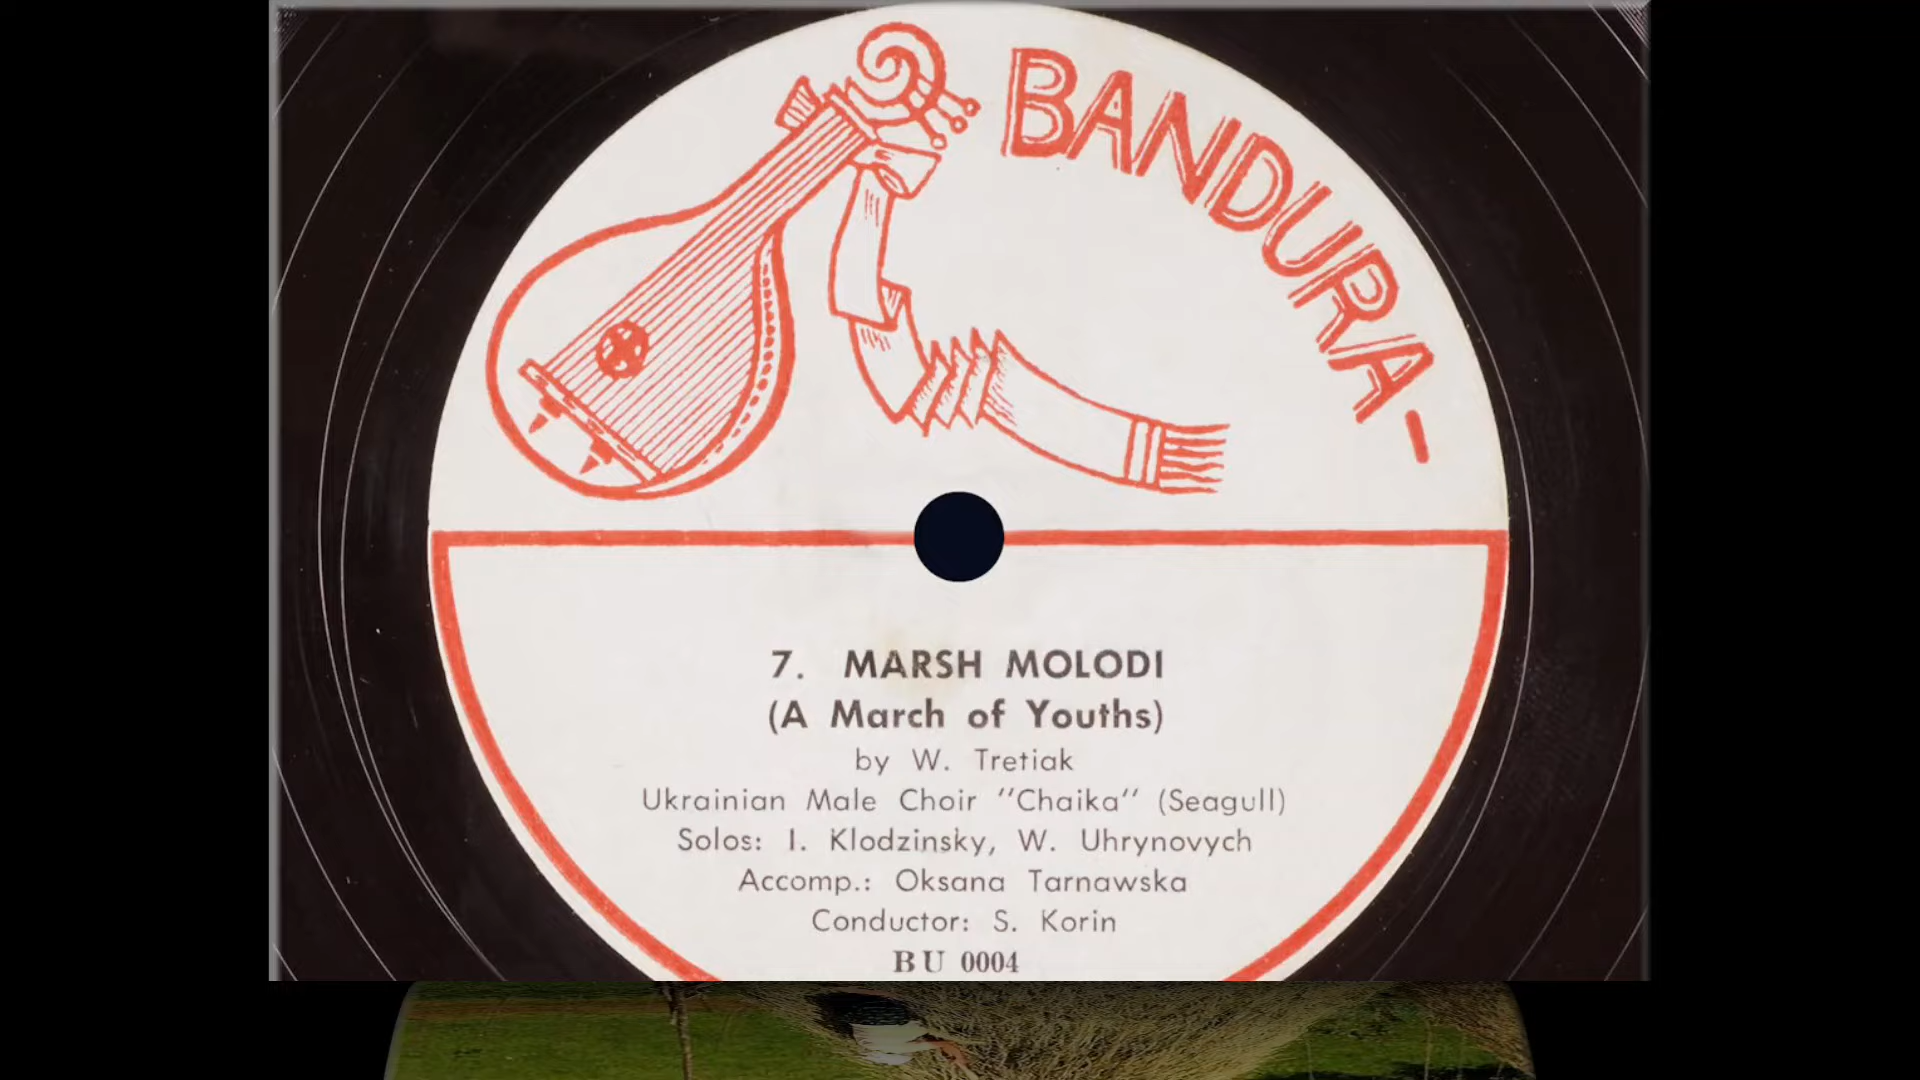 BANDURA-
7. MARSH MOLODI
(A March of Youths)
by W. Tretiak
Ukrainian Male Choir "Chaika" (Seagull)
Solos: I. Klodzinsky, W. Uhrynovych
Accomp.: Oksana Tarnawska
Conductor: S. Korin
BU 0004